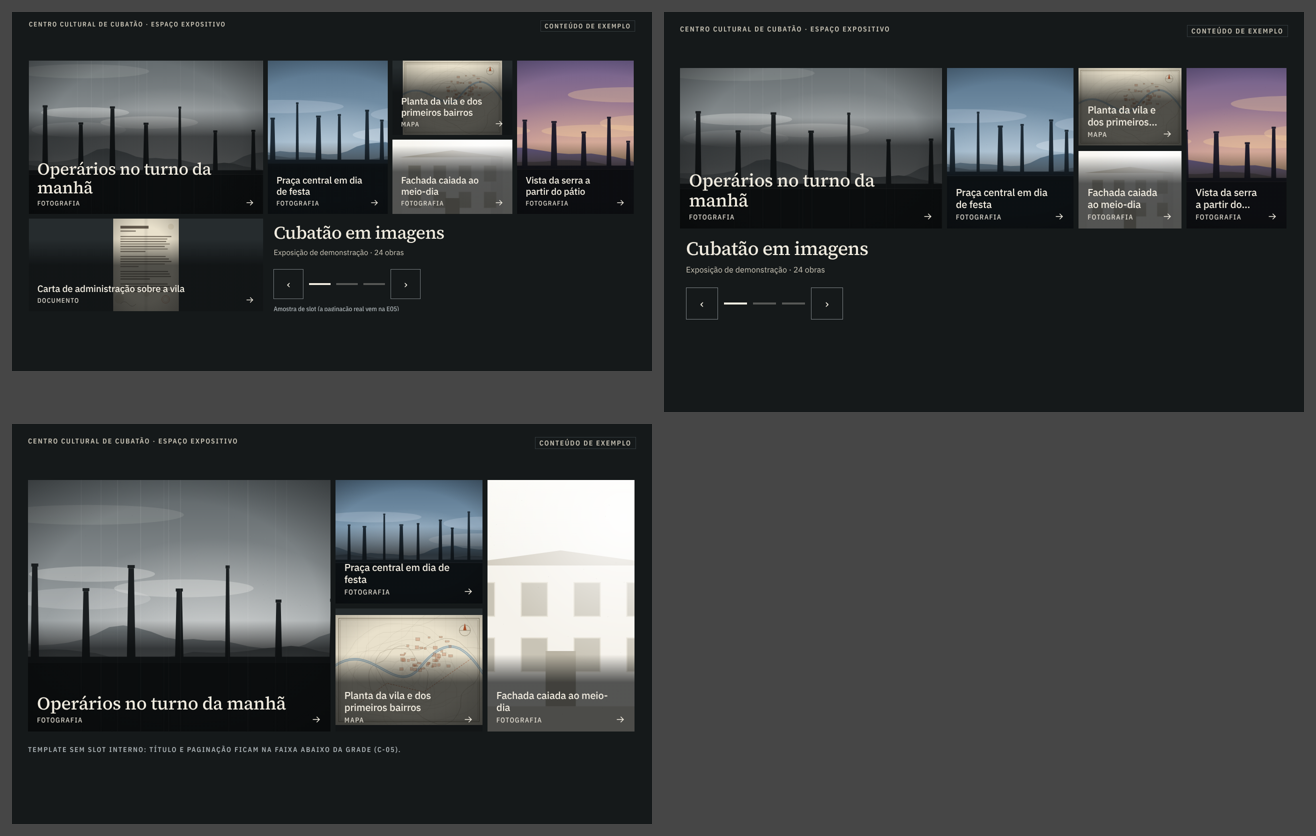 CENTRO CULTURAL DE CUBATÃO · ESPAÇO EXPOSITIVO
CONTEÚDO DE EXEMPLO
Operários no turno da
manhã
FOTOGRAFIA
Praça central em dia
de festa
FOTOGRAFIA
Planta da vila e dos
primeiros bairros
MAPA
Fachada caiada ao
meio-dia
FOTOGRAFIA
Vista da serra a
partir do pátio
FOTOGRAFIA
Carta de administração sobre a vila
DOCUMENTO
Cubatão em imagens
Exposição de demonstração · 24 obras
Amostra de slot (a paginação real vem na E05)
CENTRO CULTURAL DE CUBATÃO · ESPAÇO EXPOSITIVO
CONTEÚDO DE EXEMPLO
Operários no turno da
manhã
FOTOGRAFIA
Praça central em dia
de festa
FOTOGRAFIA
Planta da vila e
dos primeiros...
MAPA
Fachada caiada
ao meio-dia
FOTOGRAFIA
Vista da serra
a partir do...
FOTOGRAFIA
Cubatão em imagens
Exposição de demonstração · 24 obras
CENTRO CULTURAL DE CUBATÃO · ESPAÇO EXPOSITIVO
CONTEÚDO DE EXEMPLO
Operários no turno da manhã
FOTOGRAFIA
Praça central em dia de
festa
FOTOGRAFIA
Planta da vila e dos
primeiros bairros
MAPA
Fachada caiada ao meio-
dia
FOTOGRAFIA
TEMPLATE SEM SLOT INTERNO: TÍTULO E PAGINAÇÃO FICAM NA FAIXA ABAIXO DA GRADE (C-05).